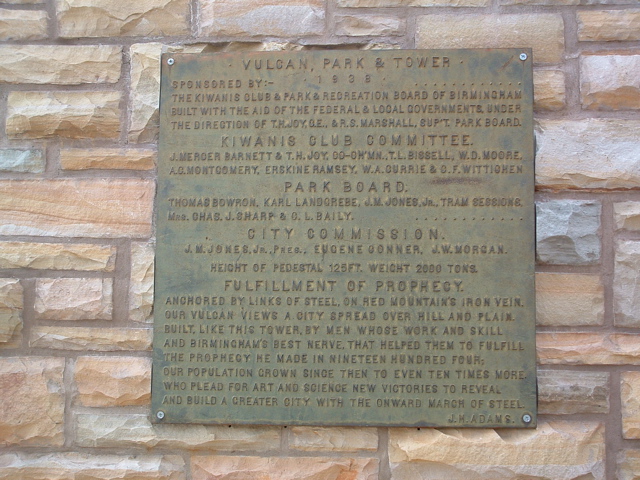 · VULCAN, PARK & TOWER ·
· 1938 ·
SPONSORED BY:- . . . . . . . . . . . .
THE KIWANIS CLUB & PARK & RECREATION BOARD OF BIRMINGHAM
BUILT WITH THE AID OF THE FEDERAL & LOCAL GOVERNMENTS, UNDER
THE DIRECTION OF T.H. JOY, C.E., & R.S. MARSHALL, SUP'T. PARK BOARD.
KIWANIS CLUB COMMITTEE.
J. MERCER BARNETT & T.H. JOY, CO-CH'MN., T.L. BISSELL, W.D. MOORE,
A.C. MONTGOMERY, ERSKINE RAMSEY, W.A. CURRIE & C.F. WITTICHEN
PARK BOARD.
THOMAS BOWRON, KARL LANDGREBE, J.M. JONES, JR., TRAM SESSIONS,
MRS. CHAS. J. SHARP & C.L. BAILY. . . . . . . . . . . . .
CITY COMMISSION.
J.M. JONES, JR., PRES., EUGENE CONNER, J.W. MORGAN.
HEIGHT OF PEDESTAL 125 FT. WEIGHT 2000 TONS.
FULFILLMENT OF PROPHECY.
ANCHORED BY LINKS OF STEEL, ON RED MOUNTAIN'S IRON VEIN,
OUR VULCAN VIEWS A CITY SPREAD OVER HILL AND PLAIN.
BUILT, LIKE THIS TOWER, BY MEN WHOSE WORK AND SKILL
AND BIRMINGHAM'S BEST NERVE, THAT HELPED THEM TO FULFILL
THE PROPHECY HE MADE IN NINETEEN HUNDRED FOUR;
OUR POPULATION GROWN SINCE THEN TO EVEN TEN TIMES MORE
WHO PLEAD FOR ART AND SCIENCE NEW VICTORIES TO REVEAL
AND BUILD A GREATER CITY WITH THE ONWARD MARCH OF STEEL.
J.H. ADAMS.